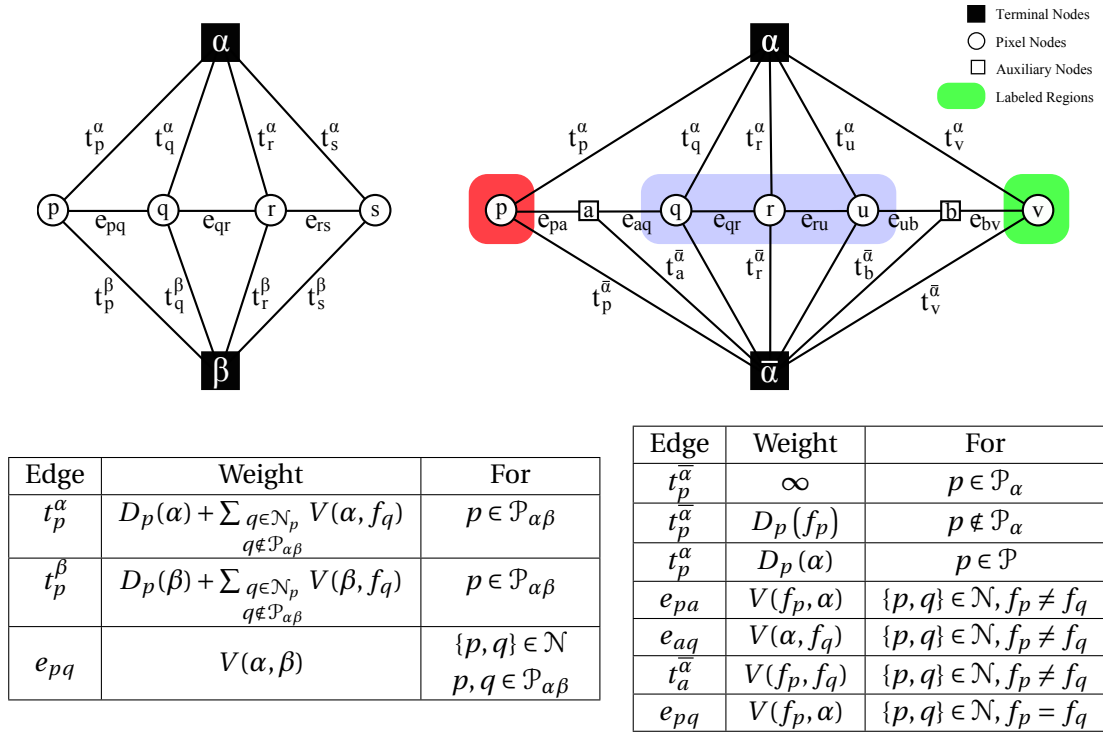 α
t_p^α t_q^α t_r^α t_s^α
p q r s
e_pq e_qr e_rs
t_p^β t_q^β t_r^β t_s^β
β
α
t_p^α t_q^α t_r^α t_u^α t_v^α
p a q r u b v
e_pa e_aq e_qr e_ru e_ub e_bv
t_p^ᾱ t_a^ᾱ t_r^ᾱ t_b^ᾱ t_v^ᾱ
ᾱ
Terminal Nodes
Pixel Nodes
Auxiliary Nodes
Labeled Regions
Edge Weight For
t_p^α D_p(α) + ∑_{q∈𝒩_p, q∉𝒫_αβ} V(α, f_q) p ∈ 𝒫_αβ
t_p^β D_p(β) + ∑_{q∈𝒩_p, q∉𝒫_αβ} V(β, f_q) p ∈ 𝒫_αβ
e_pq V(α, β) {p, q} ∈ 𝒩
p, q ∈ 𝒫_αβ
Edge Weight For
t_p^ᾱ ∞ p ∈ 𝒫_α
t_p^ᾱ D_p(f_p) p ∉ 𝒫_α
t_p^α D_p(α) p ∈ 𝒫
e_pa V(f_p, α) {p, q} ∈ 𝒩, f_p ≠ f_q
e_aq V(α, f_q) {p, q} ∈ 𝒩, f_p ≠ f_q
t_a^ᾱ V(f_p, f_q) {p, q} ∈ 𝒩, f_p ≠ f_q
e_pq V(f_p, α) {p, q} ∈ 𝒩, f_p = f_q